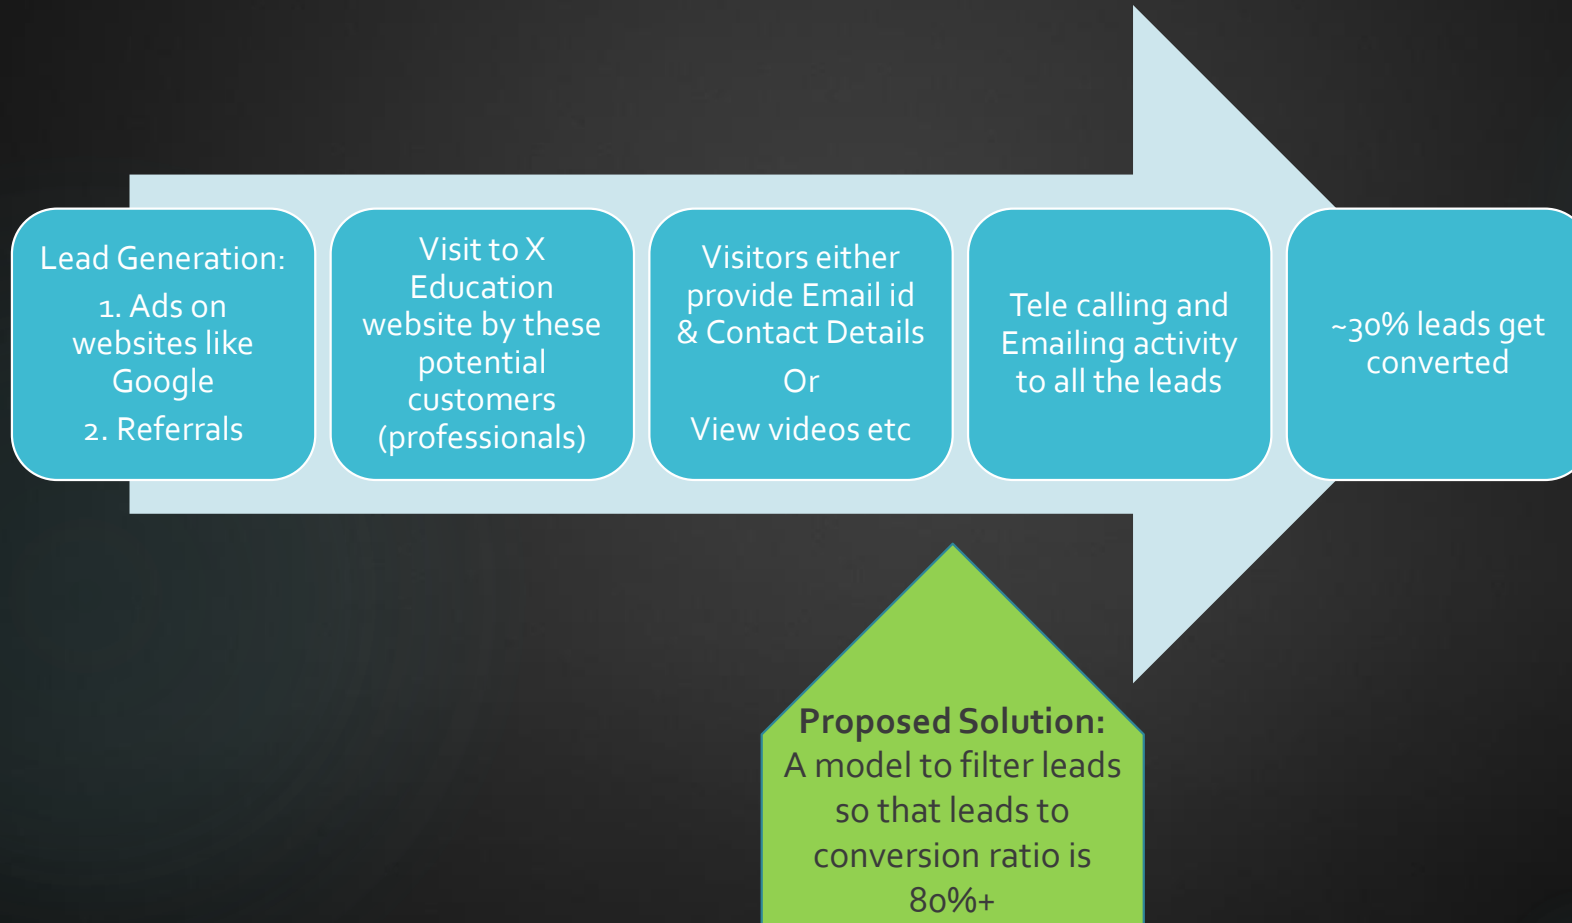 Lead Generation:
1. Ads on
websites like
Google
2. Referrals
Visit to X
Education
website by these
potential
customers
(professionals)
Visitors either
provide Email id
& Contact Details
Or
View videos etc
Tele calling and
Emailing activity
to all the leads
~30% leads get
converted
Proposed Solution:
A model to filter leads
so that leads to
conversion ratio is
80%+